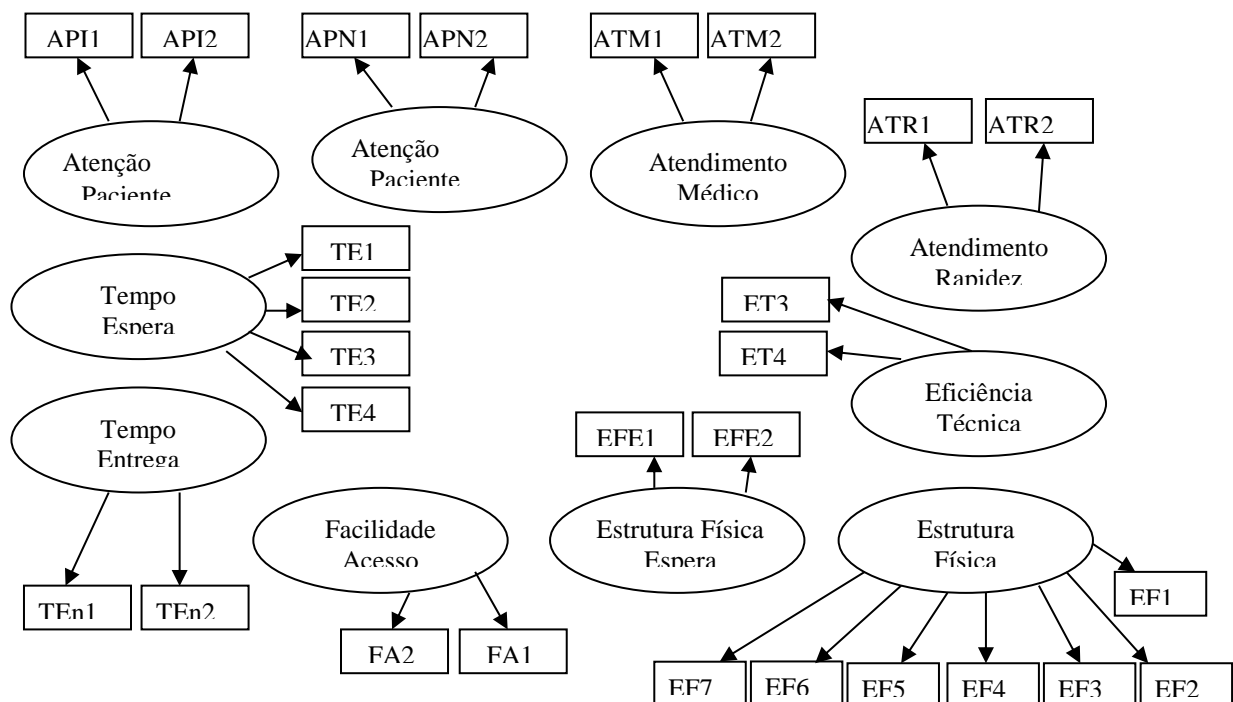 API1
API2
APN1
APN2
ATM1
ATM2
Atenção
Paciente
Atenção
Paciente
Atendimento
Médico
ATR1
ATR2
Atendimento
Rapidez
TE1
TE2
TE3
TE4
Tempo
Espera
ET3
ET4
Eficiência
Técnica
Tempo
Entrega
EFE1
EFE2
Facilidade
Acesso
Estrutura Física
Espera
Estrutura
Física
EF1
TEn1
TEn2
FA2
FA1
EF7
EF6
EF5
EF4
EF3
EF2